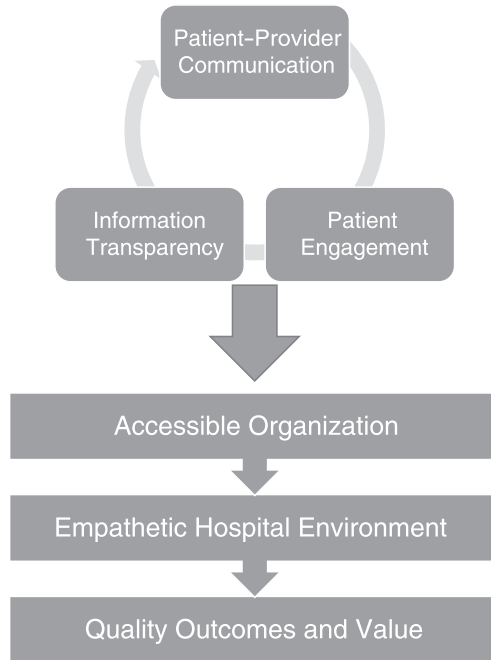 Patient-Provider
Communication
Information
Transparency
Patient
Engagement
Accessible Organization
Empathetic Hospital Environment
Quality Outcomes and Value